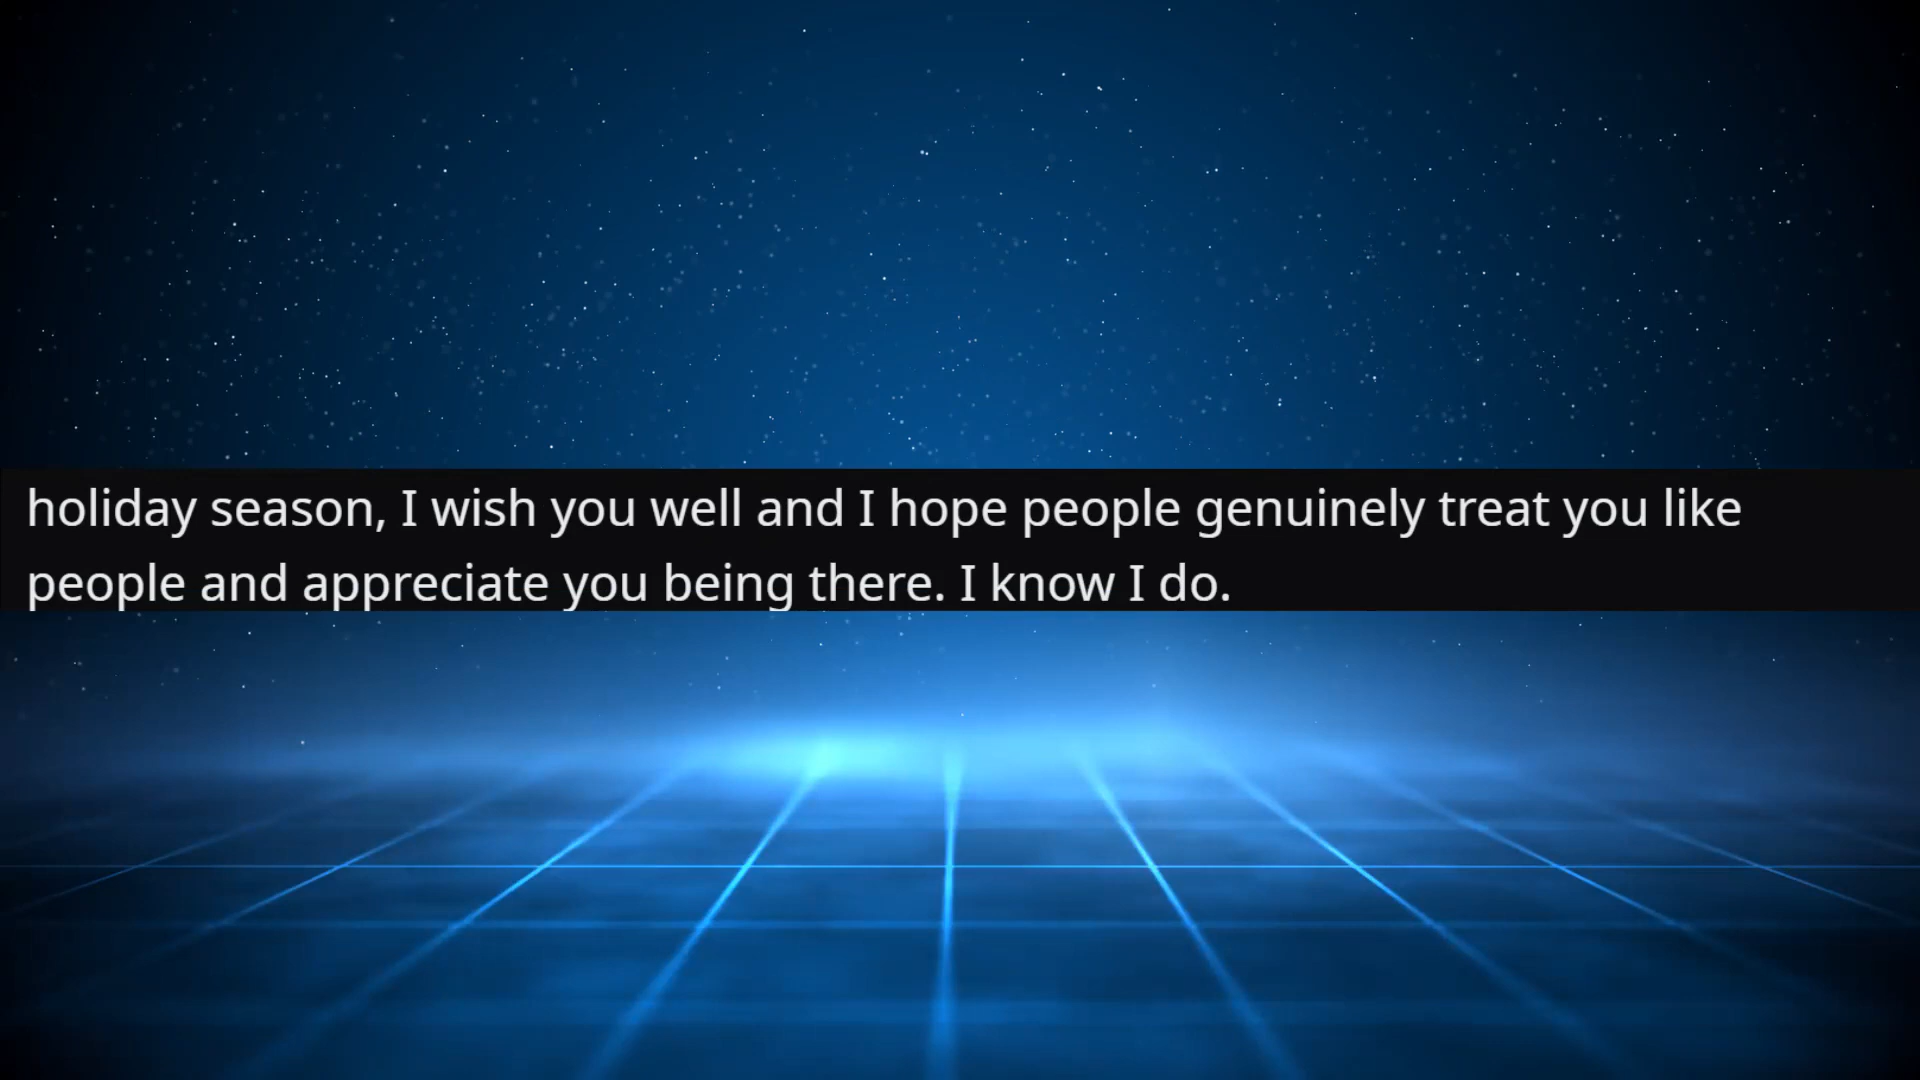 holiday season, I wish you well and I hope people genuinely treat you like
people and appreciate you being there. I know I do.